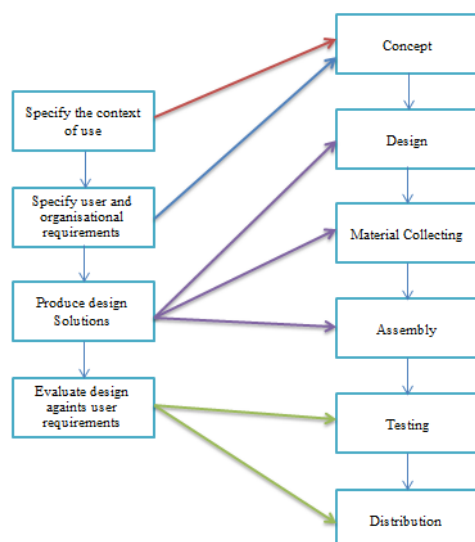 Concept
Specify the context
of use
Design
Specify user and
organisational
requirements
Material Collecting
Produce design
Solutions
Assembly
Evaluate design
againts user
requirements
Testing
Distribution